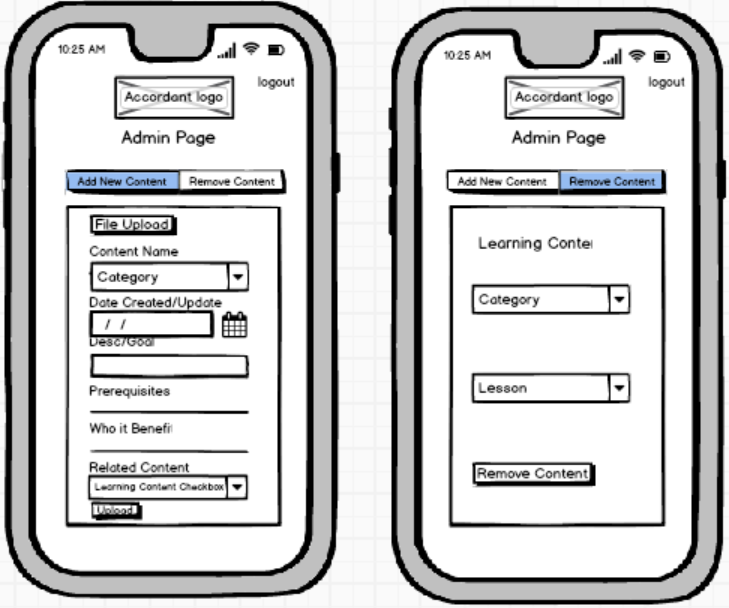 10:25 AM
logout
Accordant logo
Admin Page
Add New Content Remove Content
File Upload
Content Name
Category
Date Created/Update
/ /
Desc/Goal
Prerequisites
Who it Benefi
Related Content
Learning Content Checkbox
Upload
10:25 AM
logout
Accordant logo
Admin Page
Add New Content Remove Content
Learning Conte
Category
Lesson
Remove Content